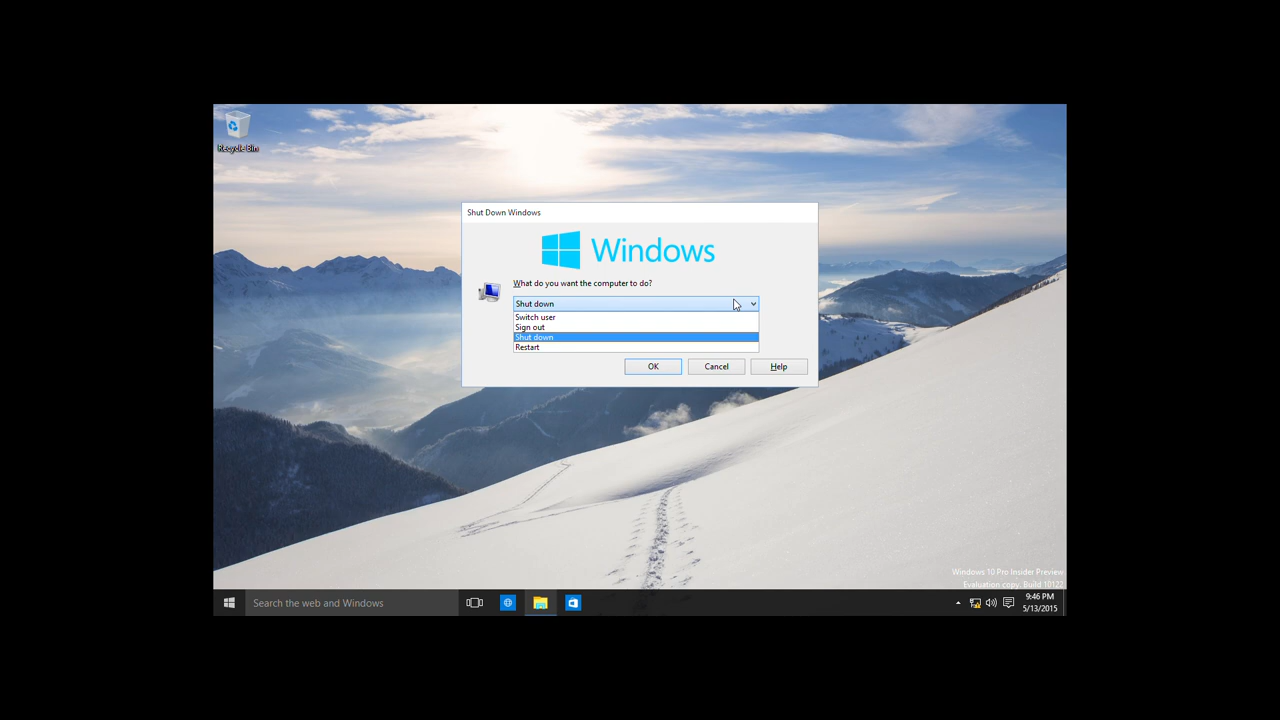 Recycle Bin
Shut Down Windows
Windows
What do you want the computer to do?
Shut down
Switch user
Sign out
Shut down
Restart
OK
Cancel
Help
Windows 10 Pro Insider Preview
Evaluation copy. Build 10122
Search the web and Windows
9:46 PM
5/13/2015